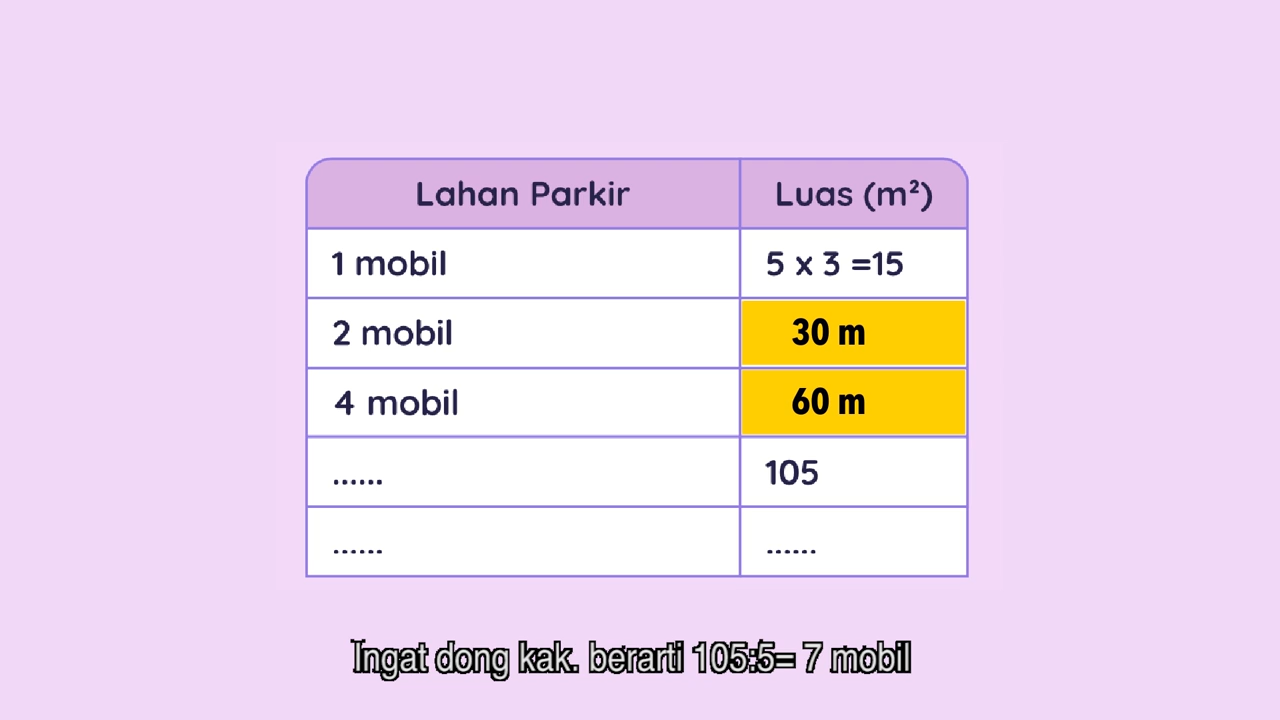 Lahan Parkir Luas (m²)
1 mobil 5 x 3 =15
2 mobil 30 m
4 mobil 60 m
...... 105
...... ......
Ingat dong kak. berarti 105:5= 7 mobil